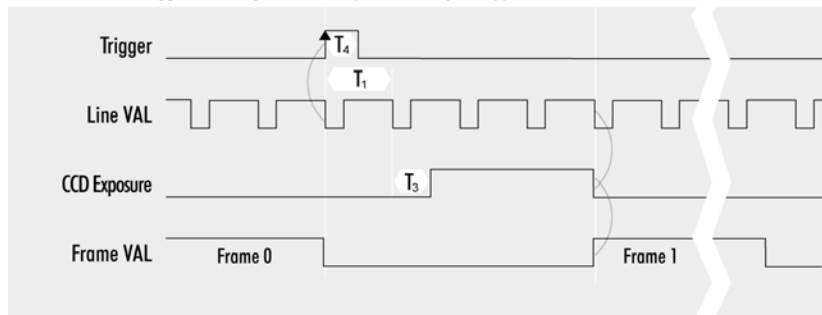 Trigger
T4
T1
Line VAL
CCD Exposure
T3
Frame VAL
Frame 0
Frame 1